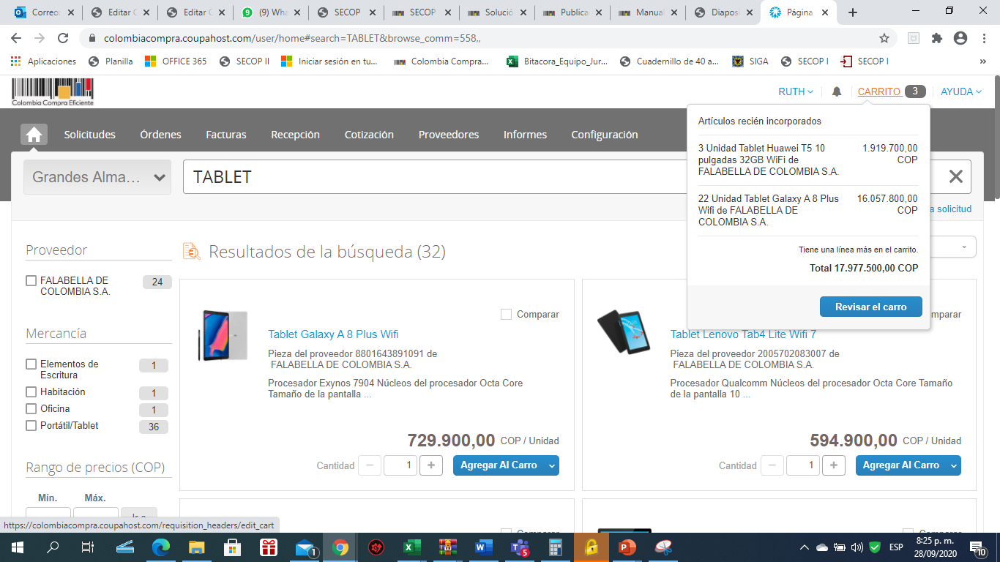 Correo:
Editar C
Editar C
9
(9) Wha
SECOP
SECOP
Solució
Publica
Manual
Diaposi
Página
colombiacompra.coupahost.com/user/home#search=TABLET&browse_comm=558,,
Aplicaciones
Planilla
OFFICE 365
SECOP II
Iniciar sesión en tu...
Colombia Compra...
Bitacora_Equipo_Jur...
Cuadernillo de 40 a...
SIGA
SECOP I
SECOP I
»
Colombia Compra Eficiente
RUTH
CARRITO 3
AYUDA
Solicitudes
Órdenes
Facturas
Recepción
Cotización
Proveedores
Informes
Configuración
Artículos recién incorporados
3 Unidad Tablet Huawei T5 10
pulgadas 32GB WiFi de
FALABELLA DE COLOMBIA S.A.
1.919.700,00
COP
22 Unidad Tablet Galaxy A 8 Plus
Wifi de FALABELLA DE
COLOMBIA S.A.
16.057.800,00
COP
Tiene una línea más en el carrito.
Total 17.977.500,00 COP
Revisar el carro
Grandes Alma...
TABLET
a solicitud
Proveedor
FALABELLA DE
COLOMBIA S.A.
24
Mercancía
Elementos de
Escritura
1
Habitación
1
Oficina
1
Portátil/Tablet
36
Rango de precios (COP)
Mín.
Máx.
Ir a
Resultados de la búsqueda (32)
Comparar
Tablet Galaxy A 8 Plus Wifi
Pieza del proveedor 8801643891091 de
FALABELLA DE COLOMBIA S.A.
Procesador Exynos 7904 Núcleos del procesador Octa Core
Tamaño de la pantalla ...
729.900,00 COP / Unidad
Cantidad
1
Agregar Al Carro
mparar
Tablet Lenovo Tab4 Lite Wifi 7
Pieza del proveedor 2005702083007 de
FALABELLA DE COLOMBIA S.A.
Procesador Qualcomm Núcleos del procesador Octa Core Tamaño
de la pantalla 10 ...
594.900,00 COP / Unidad
Cantidad
1
Agregar Al Carro
Comparar
Comparar
https://colombiacompra.coupahost.com/requisition_headers/edit_cart
1
5
ESP
8:25 p. m.
28/09/2020
10